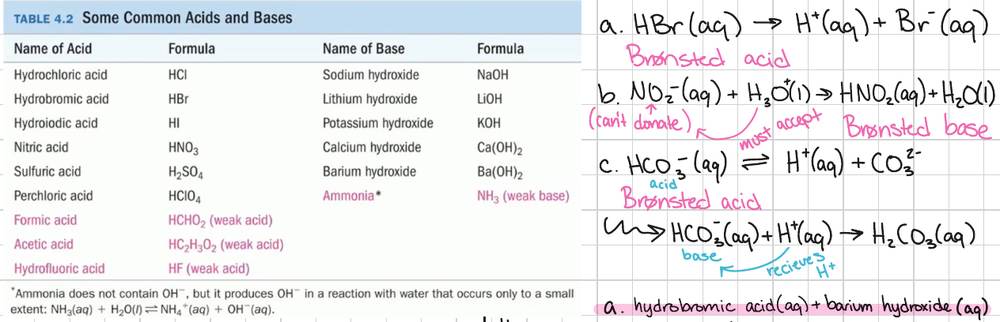 TABLE 4.2 Some Common Acids and Bases
Name of Acid Formula Name of Base Formula
Hydrochloric acid HCl Sodium hydroxide NaOH
Hydrobromic acid HBr Lithium hydroxide LiOH
Hydroiodic acid HI Potassium hydroxide KOH
Nitric acid HNO₃ Calcium hydroxide Ca(OH)₂
Sulfuric acid H₂SO₄ Barium hydroxide Ba(OH)₂
Perchloric acid HClO₄ Ammonia* NH₃ (weak base)
Formic acid HCHO₂ (weak acid)
Acetic acid HC₂H₃O₂ (weak acid)
Hydrofluoric acid HF (weak acid)
*Ammonia does not contain OH⁻, but it produces OH⁻ in a reaction with water that occurs only to a small
extent: NH₃(aq) + H₂O(l) ⇌ NH₄⁺(aq) + OH⁻(aq).
a. HBr(aq) → H⁺(aq) + Br⁻(aq)
Brønsted acid
b. NO₂⁻(aq) + H₃O⁺(l) → HNO₂(aq) + H₂O(l)
(can't donate) must accept Brønsted base
c. HCO₃⁻(aq) ⇌ H⁺(aq) + CO₃²⁻
acid
Brønsted acid
→ HCO₃⁻(aq) + H⁺(aq) → H₂CO₃(aq)
base recieves H⁺
a. hydrobromic acid(aq) + barium hydroxide(aq)